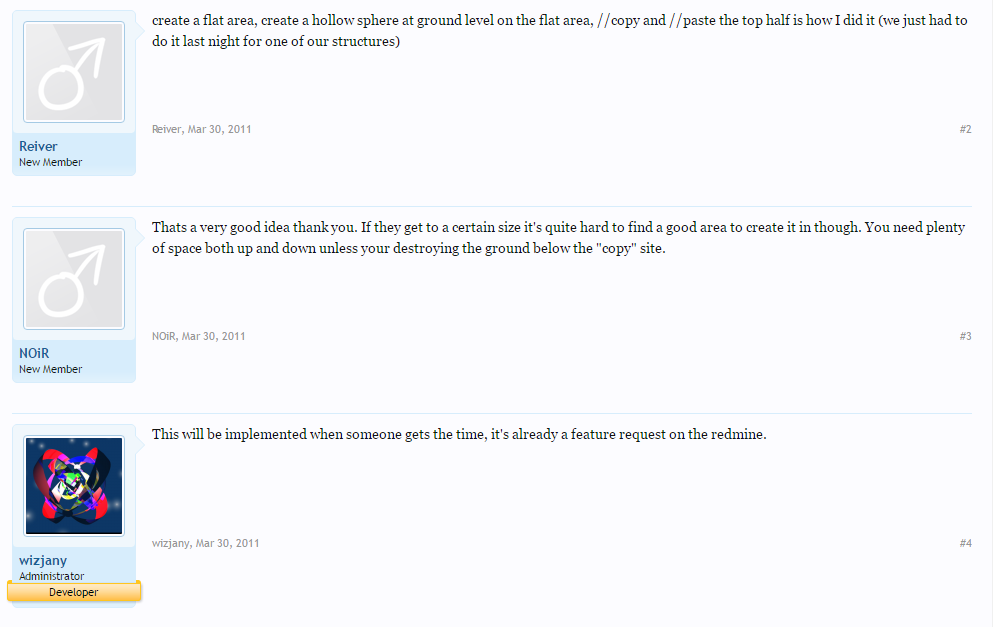 create a flat area, create a hollow sphere at ground level on the flat area, //copy and //paste the top half is how I did it (we just had to
do it last night for one of our structures)
Reiver, Mar 30, 2011
#2
Reiver
New Member
Thats a very good idea thank you. If they get to a certain size it's quite hard to find a good area to create it in though. You need plenty
of space both up and down unless your destroying the ground below the "copy" site.
NOiR, Mar 30, 2011
#3
NOiR
New Member
This will be implemented when someone gets the time, it's already a feature request on the redmine.
wizjany, Mar 30, 2011
#4
wizjany
Administrator
Developer